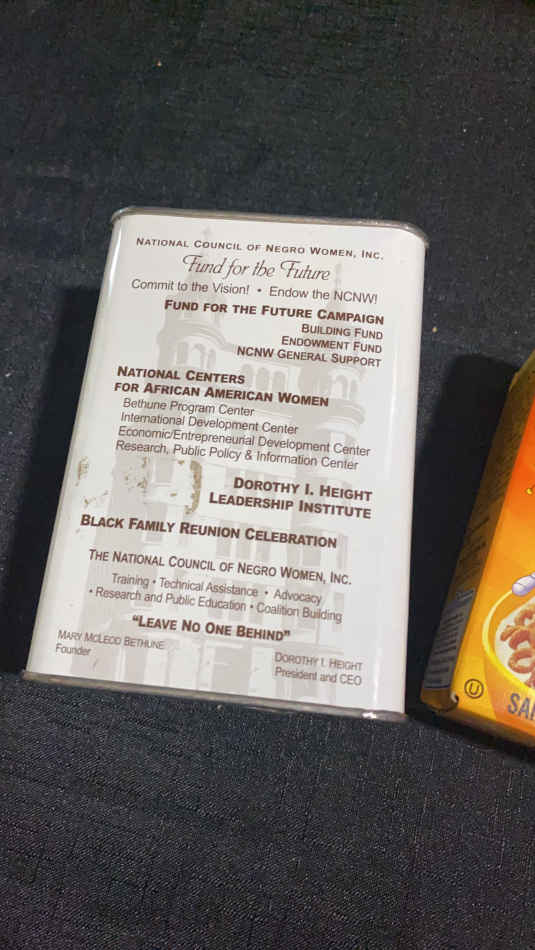 NATIONAL COUNCIL OF NEGRO WOMEN, INC.
Fund for the Future
Commit to the Vision! • Endow the NCNW!
FUND FOR THE FUTURE CAMPAIGN
BUILDING FUND
ENDOWMENT FUND
NCNW GENERAL SUPPORT
NATIONAL CENTERS
FOR AFRICAN AMERICAN WOMEN
Bethune Program Center
International Development Center
Economic/Entrepreneurial Development Center
Research, Public Policy & Information Center
DOROTHY I. HEIGHT
LEADERSHIP INSTITUTE
BLACK FAMILY REUNION CELEBRATION
THE NATIONAL COUNCIL OF NEGRO WOMEN, INC.
Training • Technical Assistance • Advocacy
• Research and Public Education • Coalition Building
"LEAVE NO ONE BEHIND"
MARY MCLEOD BETHUNE
Founder
DOROTHY I. HEIGHT
President and CEO
U